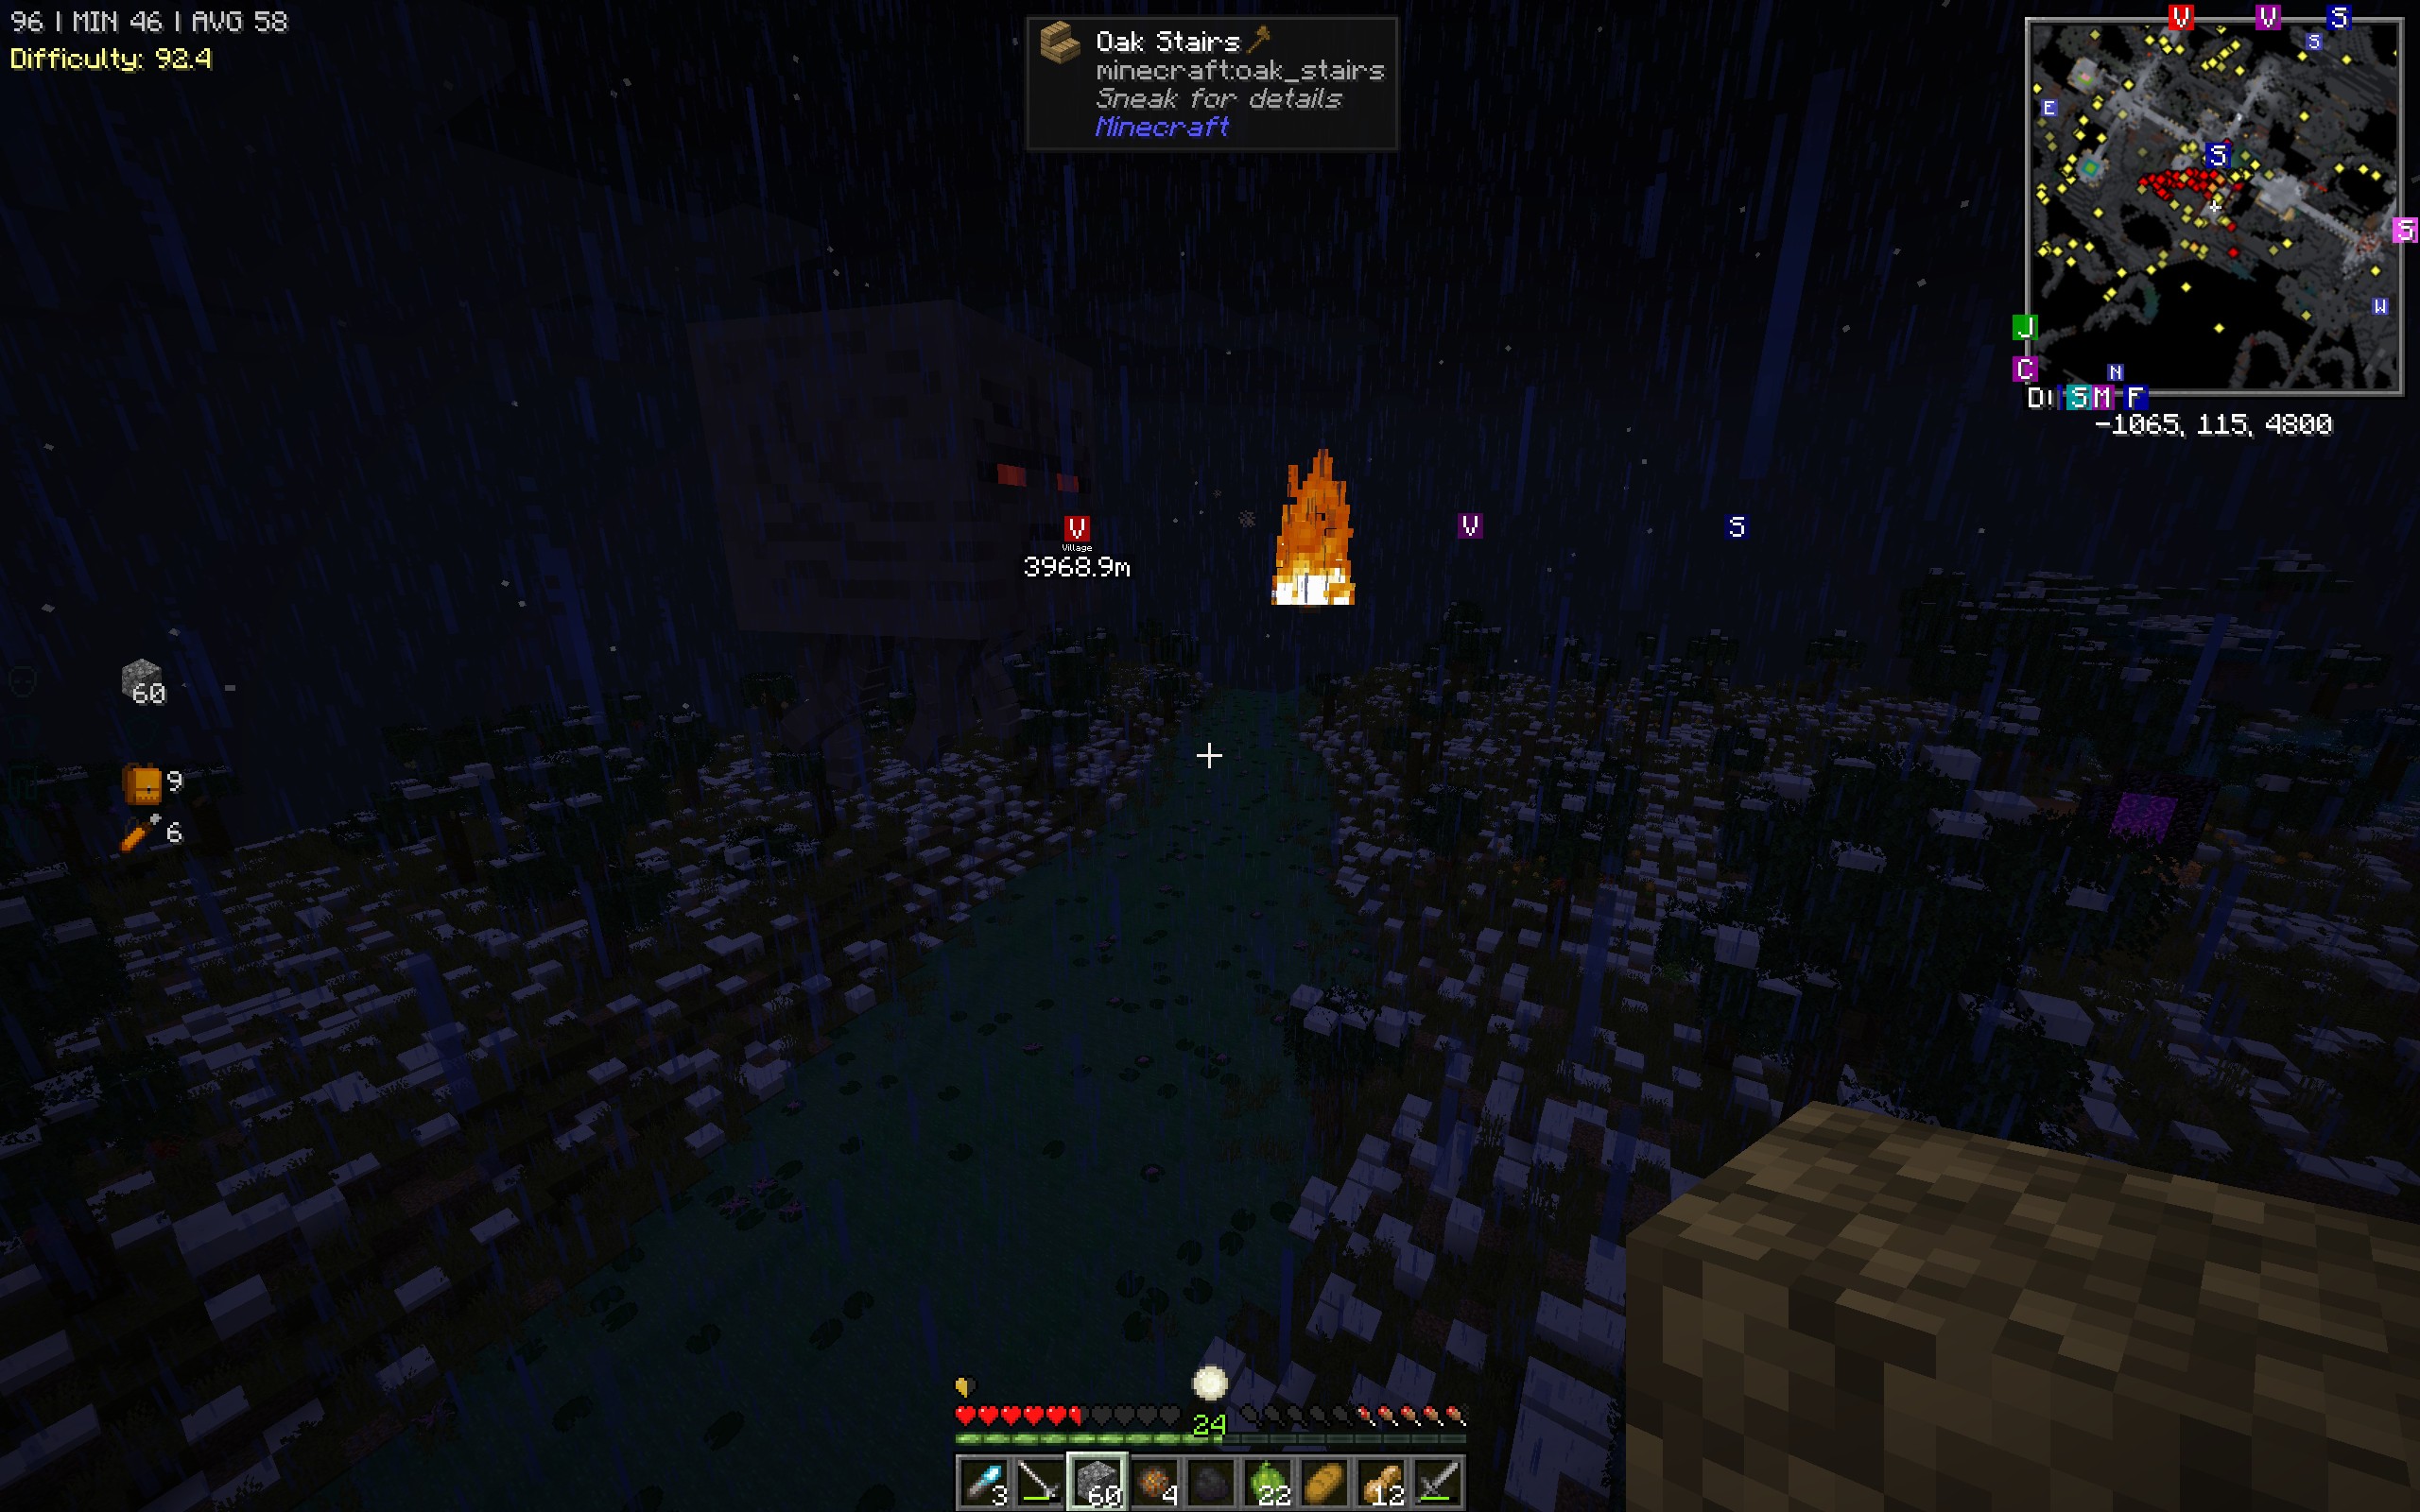 96 | MIN 46 | AVG 58
Difficulty: 92.4
Oak Stairs
minecraft:oak_stairs
Sneak for details
Minecraft
V
V
S
S
E
S
S
W
J
C
N
S
M
F
-1065, 115, 4800
V
Village
3968.9m
V
S
60
9
6
24
3
60
4
22
12